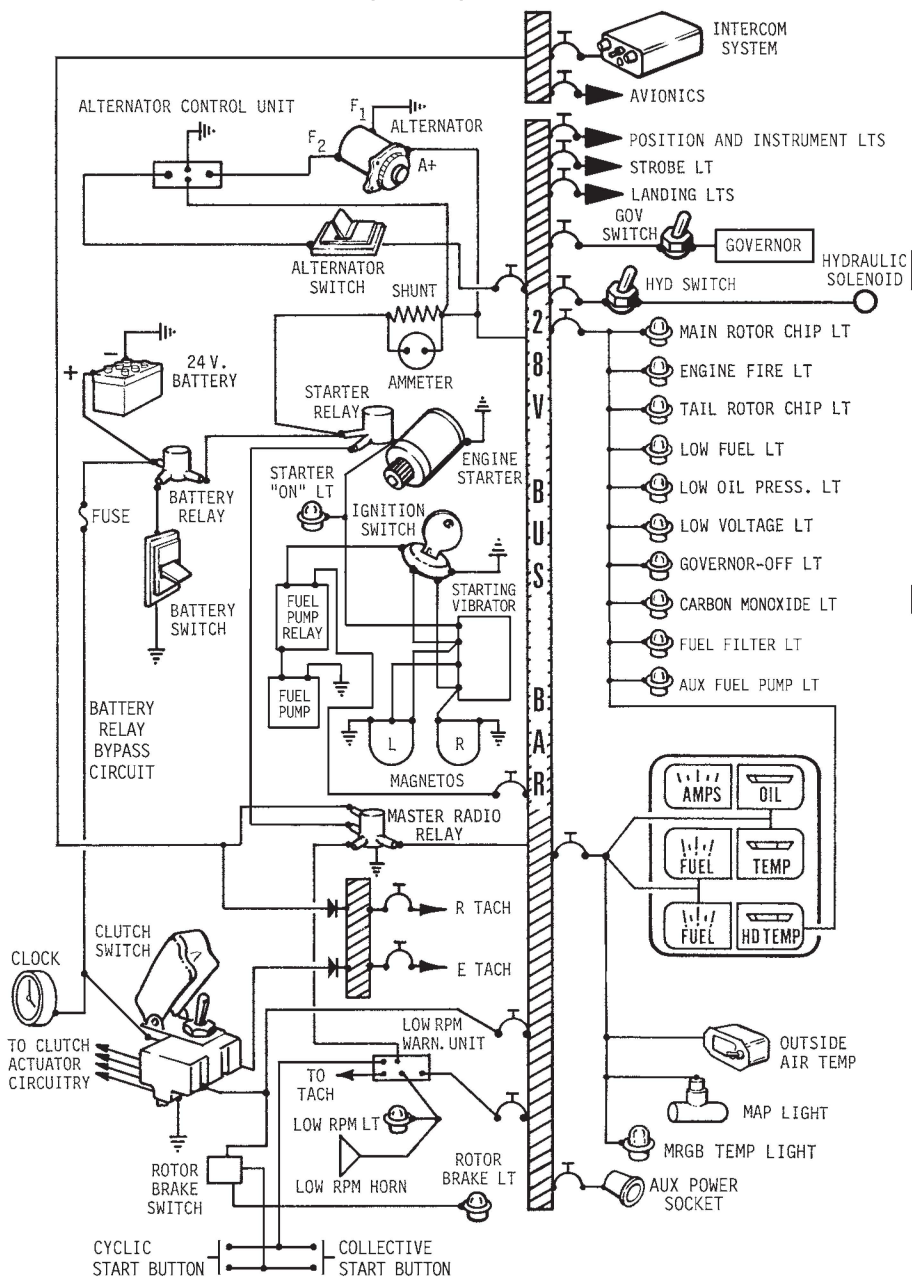 INTERCOM
SYSTEM
AVIONICS
ALTERNATOR CONTROL UNIT
F1
ALTERNATOR
F2
A+
POSITION AND INSTRUMENT LTS
STROBE LT
LANDING LTS
GOV
SWITCH
GOVERNOR
ALTERNATOR
SWITCH
HYDRAULIC
SOLENOID
HYD SWITCH
SHUNT
AMMETER
28V BUS BAR
+
-
24 V.
BATTERY
STARTER
RELAY
ENGINE
STARTER
MAIN ROTOR CHIP LT
ENGINE FIRE LT
TAIL ROTOR CHIP LT
LOW FUEL LT
LOW OIL PRESS. LT
LOW VOLTAGE LT
GOVERNOR-OFF LT
CARBON MONOXIDE LT
FUEL FILTER LT
AUX FUEL PUMP LT
FUSE
BATTERY
RELAY
STARTER
"ON" LT
IGNITION
SWITCH
BATTERY
SWITCH
FUEL
PUMP
RELAY
STARTING
VIBRATOR
FUEL
PUMP
L
R
MAGNETOS
BATTERY
RELAY
BYPASS
CIRCUIT
MASTER RADIO
RELAY
AMPS
OIL
FUEL
TEMP
FUEL
HD TEMP
R TACH
E TACH
CLUTCH
SWITCH
CLOCK
TO CLUTCH
ACTUATOR
CIRCUITRY
LOW RPM
WARN. UNIT
TO
TACH
LOW RPM LT
LOW RPM HORN
OUTSIDE
AIR TEMP
MAP LIGHT
MRGB TEMP LIGHT
ROTOR
BRAKE
SWITCH
ROTOR
BRAKE LT
AUX POWER
SOCKET
CYCLIC
START BUTTON
COLLECTIVE
START BUTTON